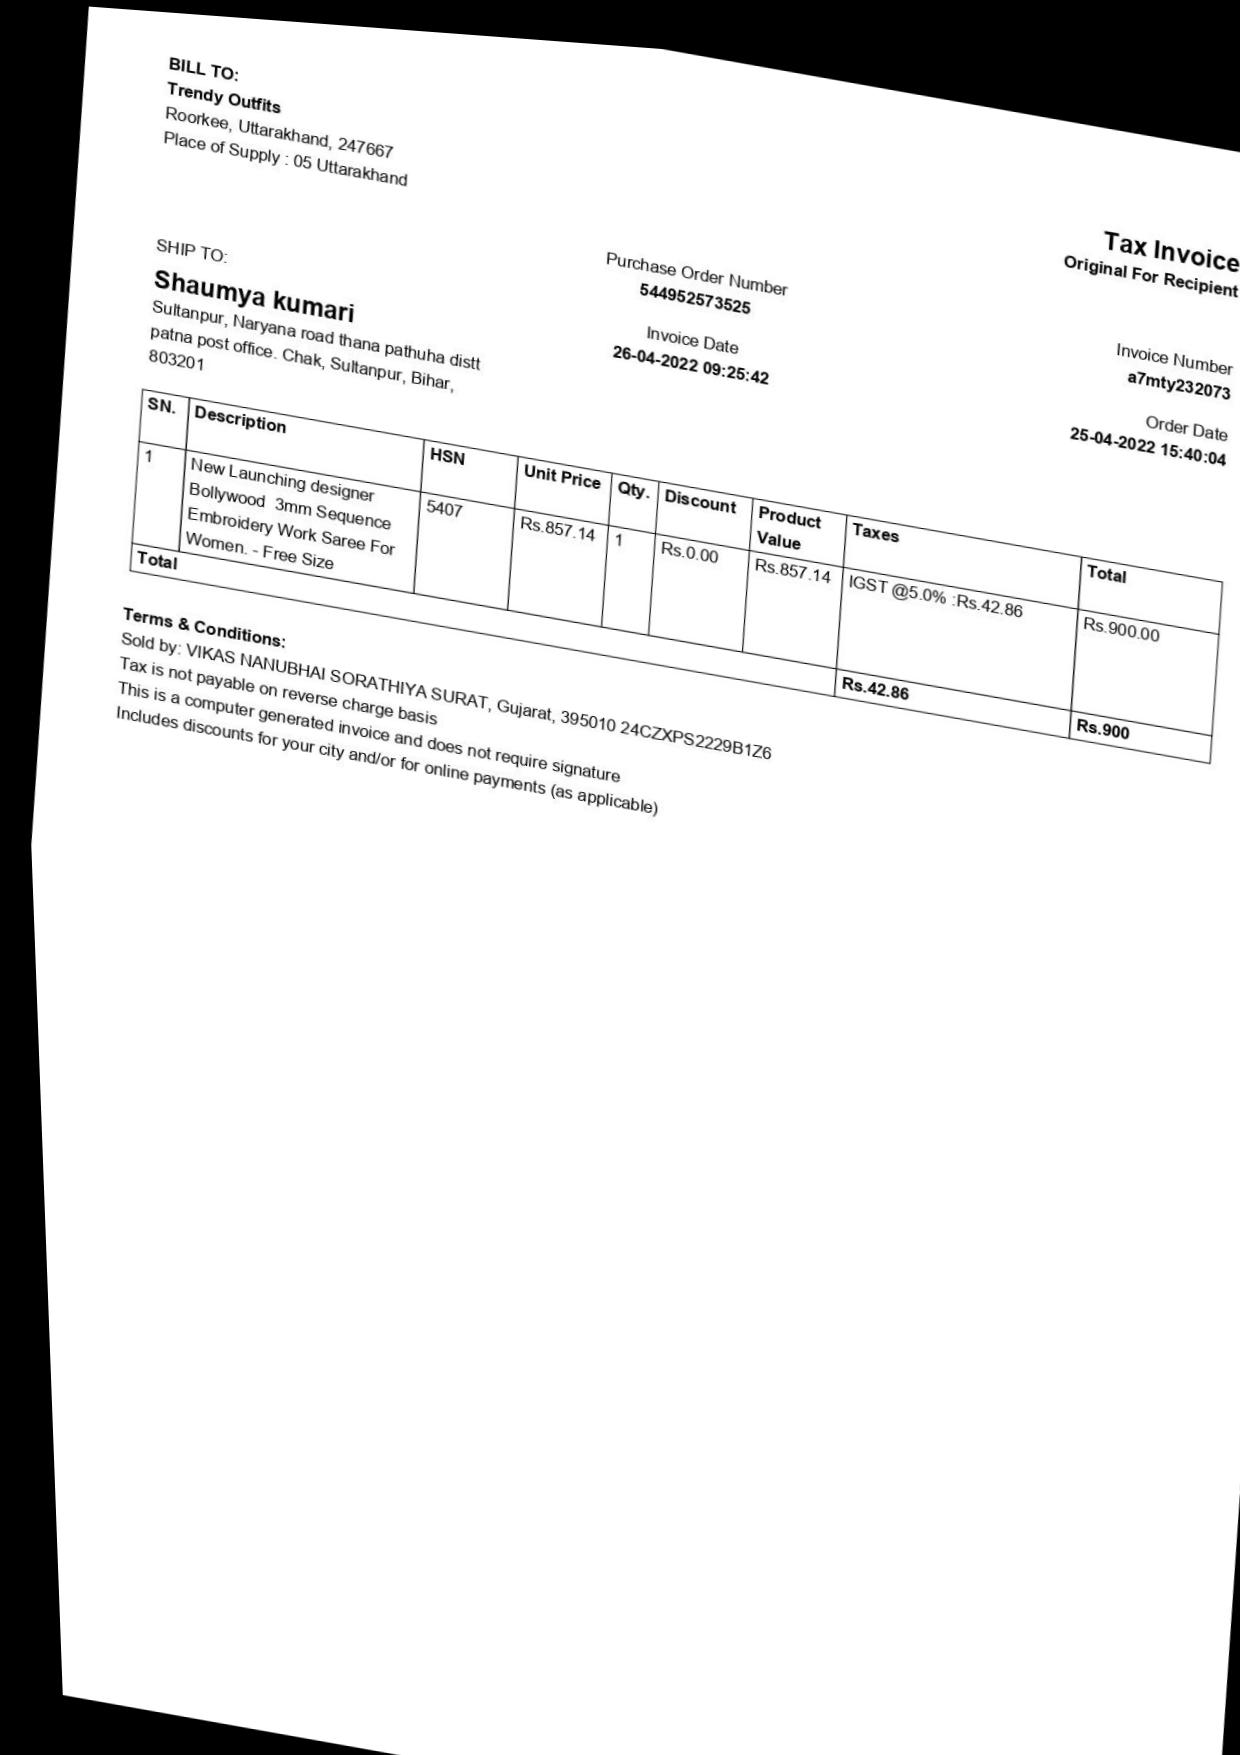 BILL TO:
Trendy Outfits
Roorkee, Uttarakhand, 247667
Place of Supply : 05 Uttarakhand
Tax Invoice
Original For Recipient
SHIP TO:
Shaumya kumari
Sultanpur, Naryana road thana pathuha distt
patna post office. Chak, Sultanpur, Bihar,
803201
Purchase Order Number
544952573525
Invoice Date
26-04-2022 09:25:42
Invoice Number
a7mty232073
Order Date
25-04-2022 15:40:04
SN. Description HSN Unit Price Qty. Discount Product Value Taxes Total
1 New Launching designer 5407 Rs.857.14 1 Rs.0.00 Rs.857.14 IGST @5.0% :Rs.42.86 Rs.900.00
Bollywood 3mm Sequence
Embroidery Work Saree For
Women. - Free Size
Total Rs.42.86 Rs.900
Terms & Conditions:
Sold by: VIKAS NANUBHAI SORATHIYA SURAT, Gujarat, 395010 24CZXPS2229B1Z6
Tax is not payable on reverse charge basis
This is a computer generated invoice and does not require signature
Includes discounts for your city and/or for online payments (as applicable)